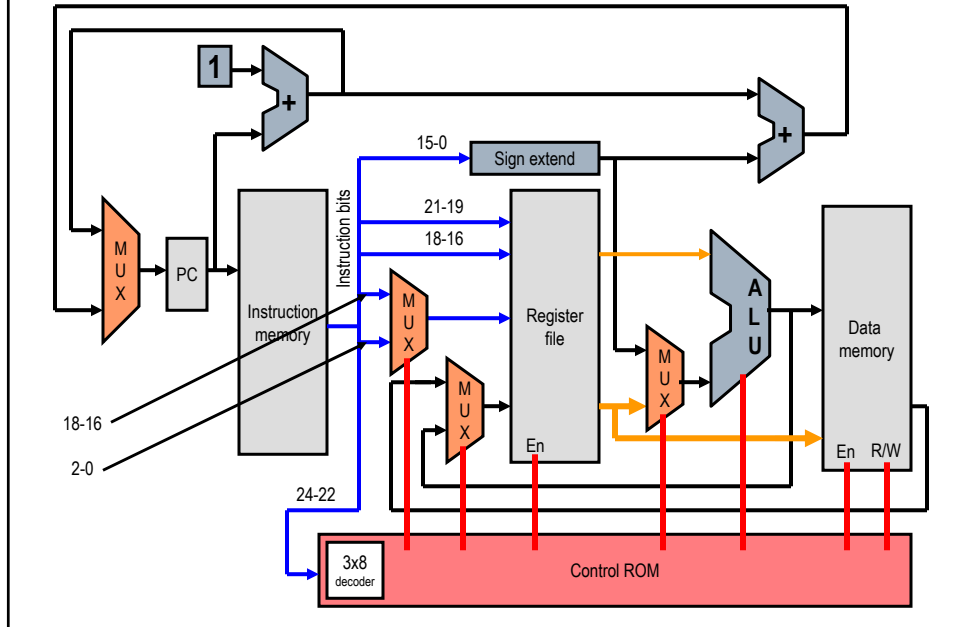 1
+
+
15-0
Sign extend
Instruction bits
21-19
18-16
M
U
X
PC
Instruction
memory
M
U
X
Register
file
En
A
L
U
M
U
X
M
U
X
Data
memory
En R/W
18-16
2-0
24-22
3x8
decoder
Control ROM